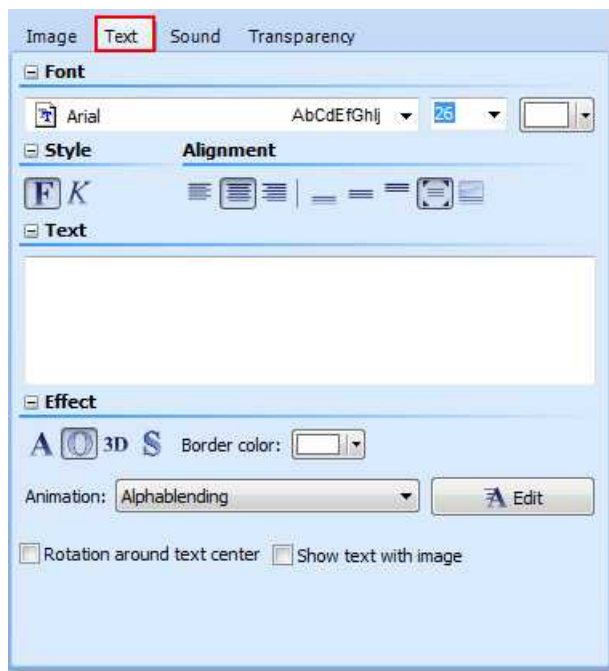 Image Text Sound Transparency
Font
Arial AbCdEfGhIj 26
Style Alignment
F K
Text
Effect
A O 3D S Border color:
Animation: Alphablending A Edit
Rotation around text center Show text with image